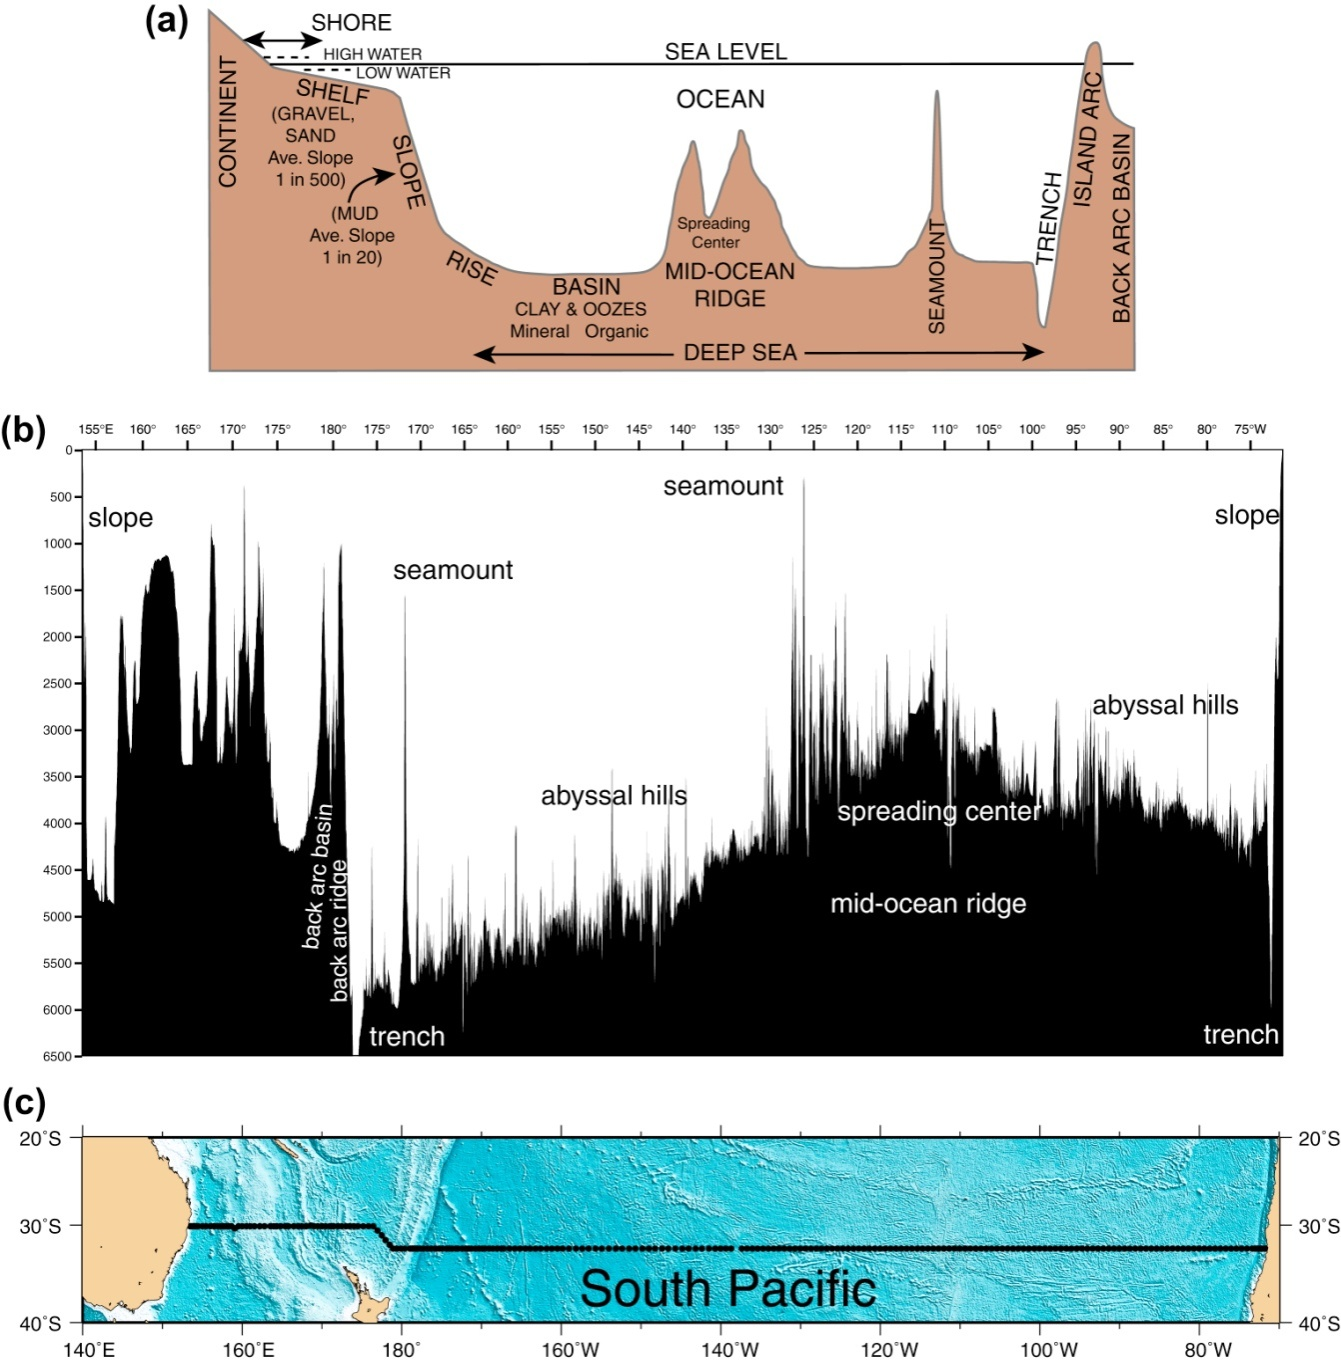 (a)
SHORE
HIGH WATER
LOW WATER
SEA LEVEL
CONTINENT
SHELF
(GRAVEL,
SAND
Ave. Slope
1 in 500)
SLOPE
(MUD
Ave. Slope
1 in 20)
RISE
OCEAN
BASIN
CLAY & OOZES
Mineral Organic
Spreading
Center
MID-OCEAN
RIDGE
SEAMOUNT
TRENCH
ISLAND ARC
BACK ARC BASIN
DEEP SEA
(b)
155°E 160° 165° 170° 175° 180° 175° 170° 165° 160° 155° 150° 145° 140° 135° 130° 125° 120° 115° 110° 105° 100° 95° 90° 85° 80° 75°W
0
500
1000
1500
2000
2500
3000
3500
4000
4500
5000
5500
6000
6500
slope
seamount
seamount
slope
abyssal hills
abyssal hills
back arc basin
back arc ridge
spreading center
mid-ocean ridge
trench
trench
(c)
20°S 20°S
30°S 30°S
South Pacific
40°S 40°S
140°E 160°E 180° 160°W 140°W 120°W 100°W 80°W